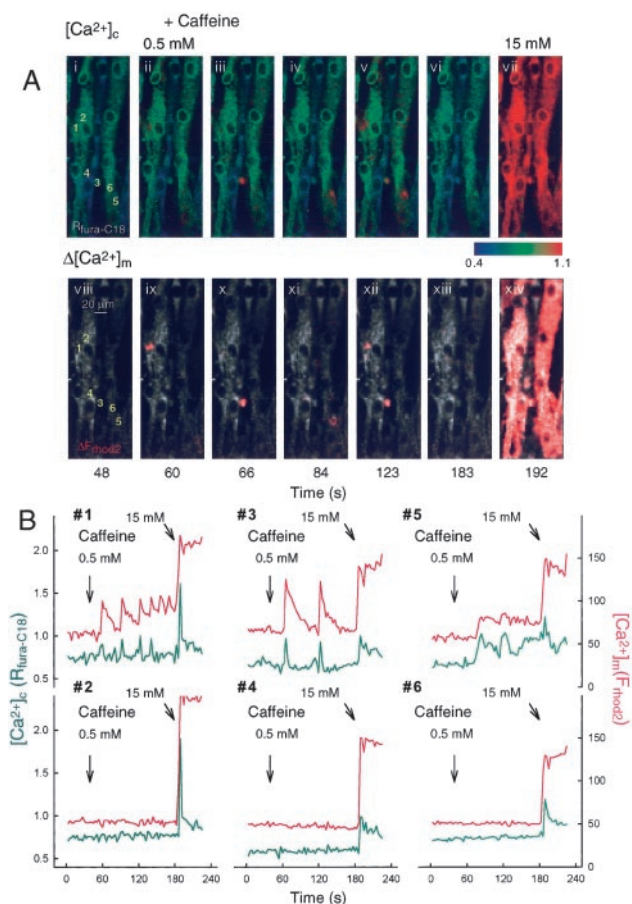 [Ca2+]c
+ Caffeine
0.5 mM
15 mM
A
i ii iii iv v vi vii
1 2 3 4 5 6
Rfura-C18
0.4 1.1
Δ[Ca2+]m
viii ix x xi xii xiii xiv
20 μm
1 2 3 4 5 6
ΔFrhod2
48 60 66 84 123 183 192
Time (s)
B
#1 15 mM Caffeine 0.5 mM
#3 15 mM Caffeine 0.5 mM
#5 15 mM Caffeine 0.5 mM
2.0
1.5
1.0
0.5
150
100
50
0
#2 15 mM Caffeine 0.5 mM
#4 15 mM Caffeine 0.5 mM
#6 15 mM Caffeine 0.5 mM
2.0
1.5
1.0
0.5
150
100
50
0
[Ca2+]c (Rfura-C18)
[Ca2+]m(Frhod2)
0 60 120 180 240
0 60 120 180 240
0 60 120 180 240
Time (s)